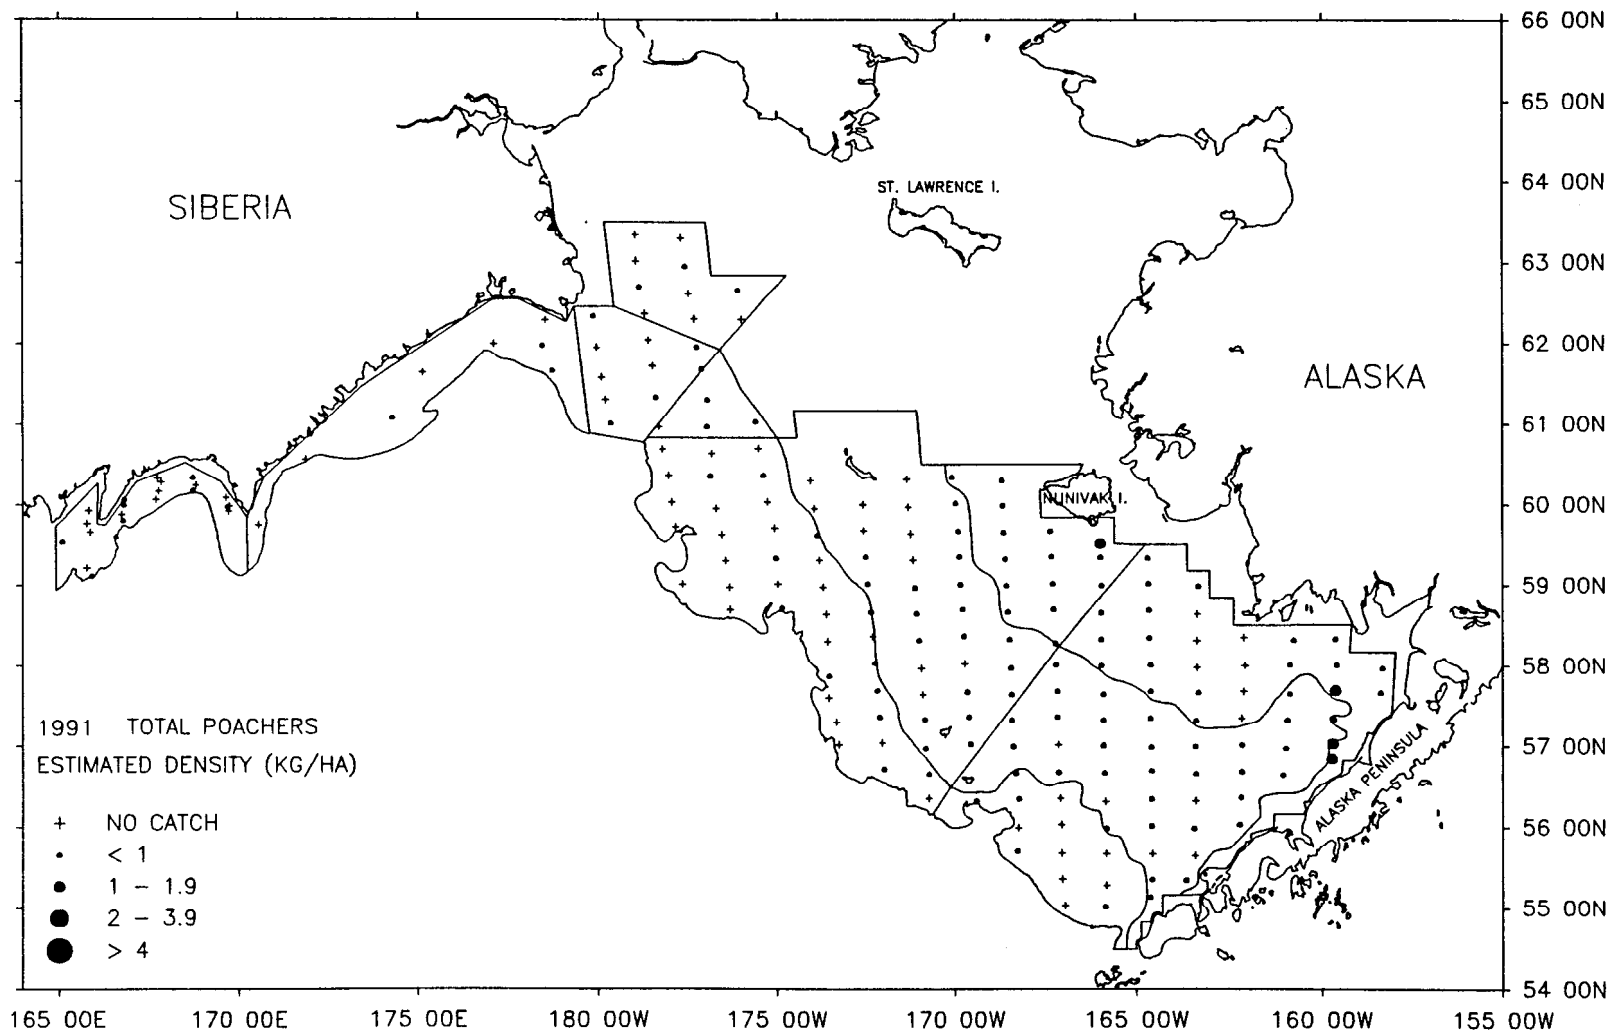 66 00N
65 00N
64 00N
63 00N
62 00N
61 00N
60 00N
59 00N
58 00N
57 00N
56 00N
55 00N
54 00N
SIBERIA
ST. LAWRENCE I.
ALASKA
NUNIVAK I.
ALASKA PENINSULA
1991 TOTAL POACHERS
ESTIMATED DENSITY (KG/HA)
+ NO CATCH
< 1
1 – 1.9
2 – 3.9
> 4
165 00E 170 00E 175 00E 180 00W 175 00W 170 00W 165 00W 160 00W 155 00W